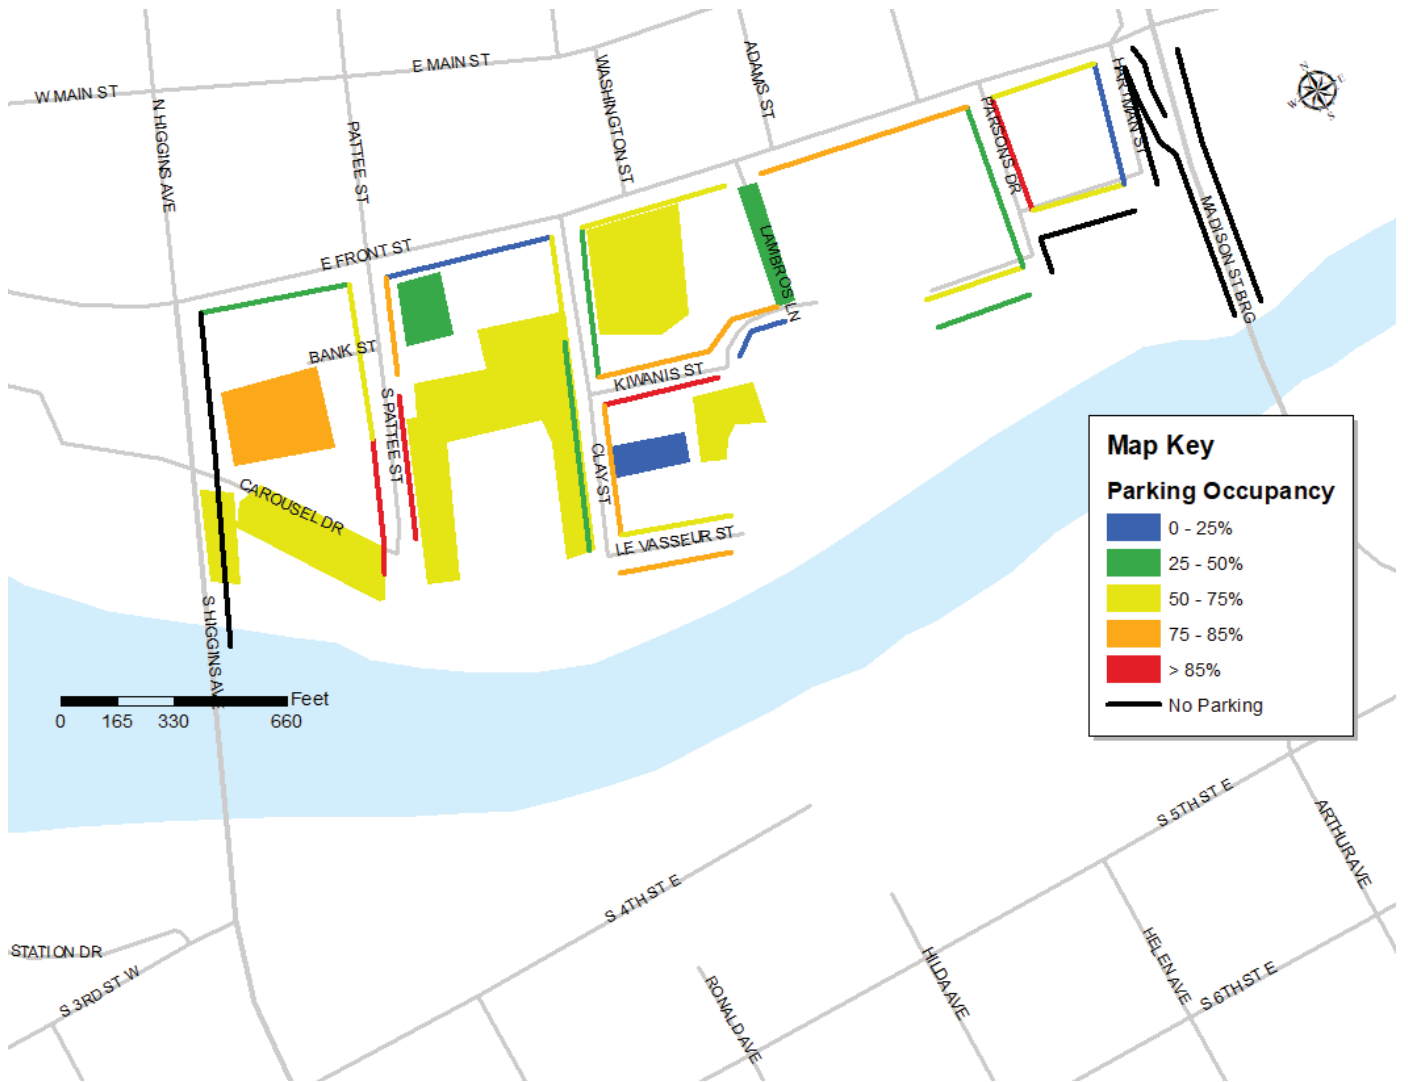 W MAIN ST
E MAIN ST
N HIGGINS AVE
PATTEE ST
WASHINGTON ST
ADAMS ST
HARTMAN ST
PARSONS DR
N
E
W
S
MADISON ST BRG
E FRONT ST
LAMBROS LN
BANK ST
S PATTEE ST
KIWANIS ST
CLAY ST
CAROUSEL DR
LE VASSEUR ST
S HIGGINS AV
Feet
0 165 330 660
Map Key
Parking Occupancy
0 - 25%
25 - 50%
50 - 75%
75 - 85%
> 85%
No Parking
S 5TH ST E
ARTHUR AVE
S 4TH ST E
STATION DR
S 3RD ST W
HILDA AVE
HELEN AVE
S 6TH ST E
RONALD AVE